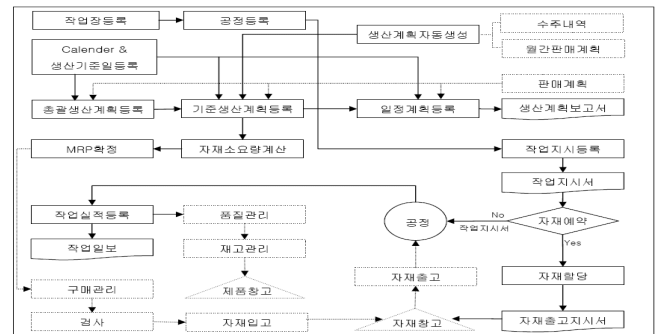 작업장등록
공정등록
수주내역
생산계획자동생성
월간판매계획
Calender &
생산기준일등록
판매계획
총괄생산계획등록
기준생산계획등록
일정계획등록
생산계획보고서
MRP확정
자재소요량계산
작업지시등록
작업지시서
작업실적등록
품질관리
공정
No
작업지시서
자재예약
Yes
작업일보
재고관리
자재출고
자재할당
구매관리
제품창고
검사
자재입고
자재창고
자재출고지시서